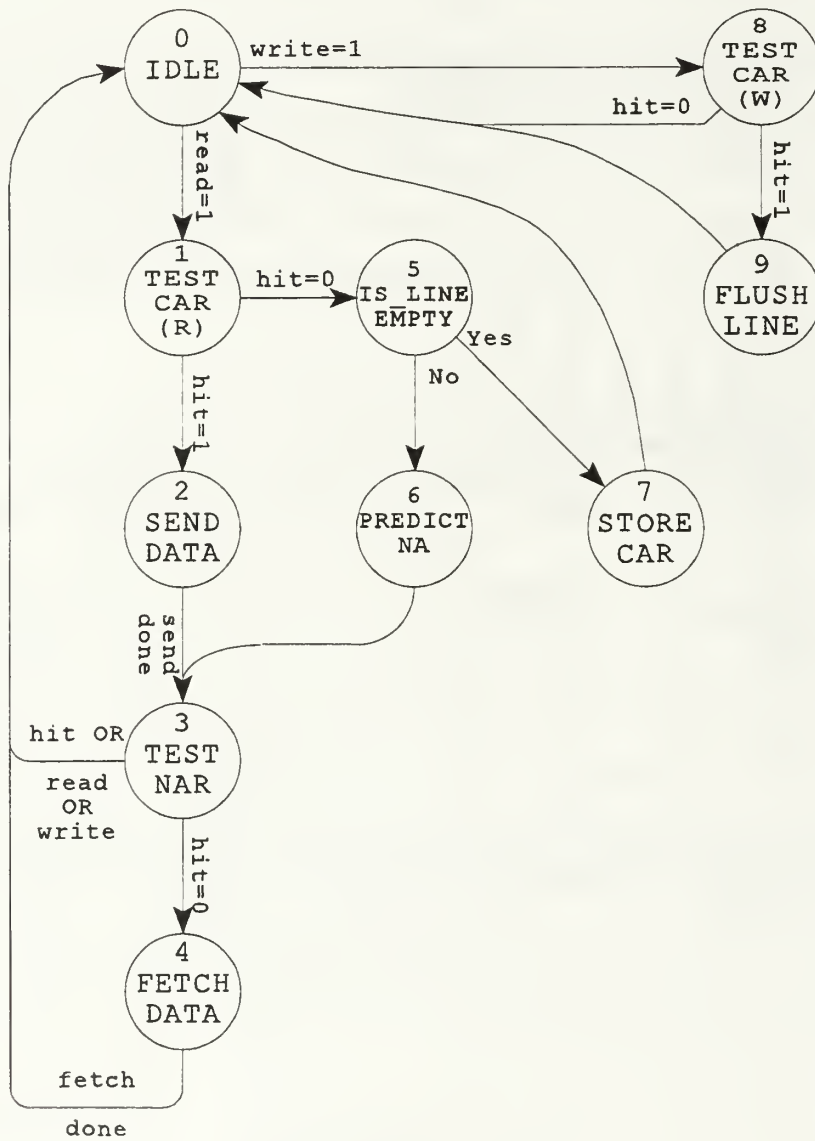 0
IDLE
write=1
8
TEST
CAR
(W)
hit=0
read=1
hit=1
1
TEST
CAR
(R)
hit=0
5
IS_LINE
EMPTY
9
FLUSH
LINE
Yes
No
hit=1
2
SEND
DATA
6
PREDICT
NA
7
STORE
CAR
send
done
3
TEST
NAR
hit OR
read
OR
write
hit=0
4
FETCH
DATA
fetch
done